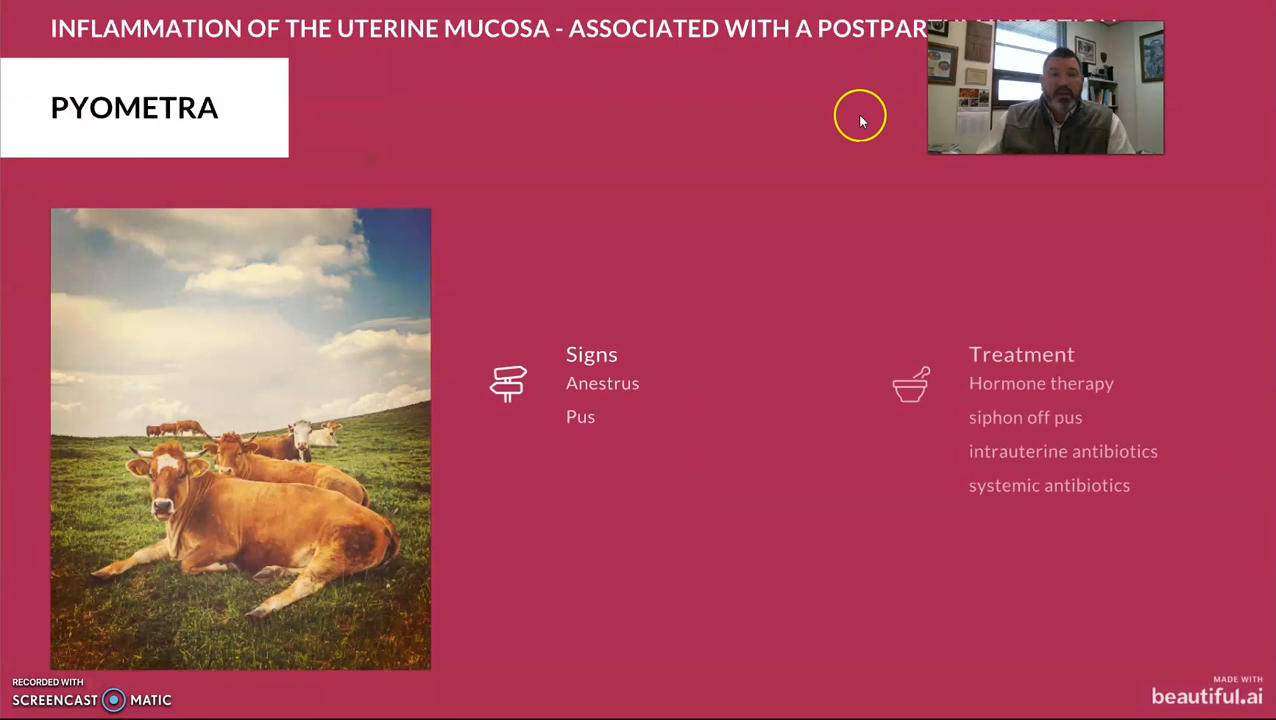 INFLAMMATION OF THE UTERINE MUCOSA - ASSOCIATED WITH A
PYOMETRA
Signs
Anestrus
Pus
Treatment
Hormone therapy
siphon off pus
intrauterine antibiotics
systemic antibiotics
RECORDED WITH
SCREENCAST MATIC
MADE WITH
beautiful.ai